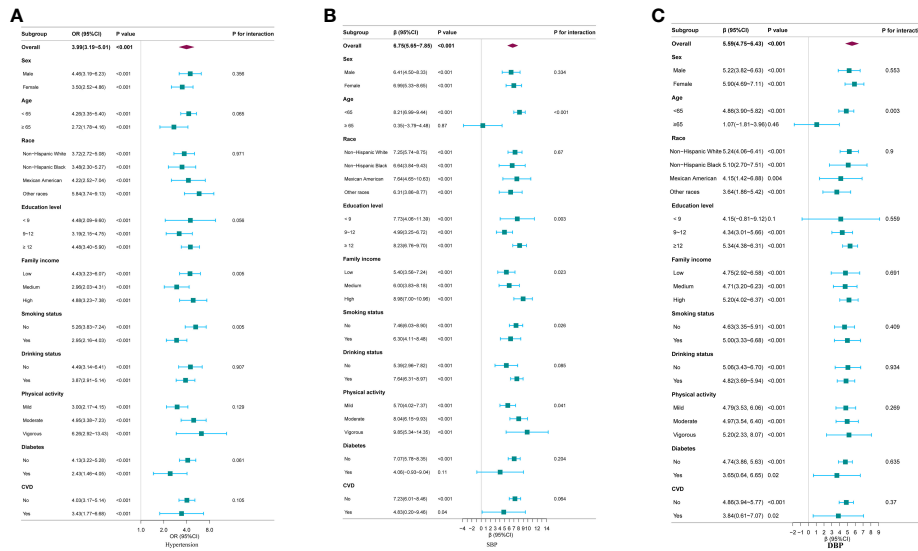 A
Subgroup OR (95%CI) P value P for interaction
Overall 3.99(3.19~5.01) <0.001
Sex
Male 4.46(3.19~6.23) <0.001 0.398
Female 3.50(2.52~4.86) <0.001
Age
<65 4.26(3.35~5.40) <0.001 0.065
≥65 2.72(1.78~4.16) <0.001
Race
Non-Hispanic White 3.72(2.72~5.08) <0.001 0.971
Non-Hispanic Black 3.48(2.30~5.27) <0.001
Mexican American 4.22(2.52~7.04) <0.001
Other races 5.84(3.74~9.13) <0.001
Education level
<9 4.48(2.09~9.60) <0.001 0.056
9~12 3.19(2.15~4.75) <0.001
≥12 4.48(3.40~5.90) <0.001
Family income
Low 4.43(3.23~6.07) <0.001 0.006
Medium 2.96(2.03~4.31) <0.001
High 4.88(3.23~7.38) <0.001
Smoking status
No 5.26(3.83~7.24) <0.001 0.005
Yes 2.95(2.16~4.03) <0.001
Drinking status
No 4.49(3.14~6.41) <0.001 0.907
Yes 3.87(2.91~5.14) <0.001
Physical activity
Mild 3.00(2.17~4.15) <0.001 0.129
Moderate 4.95(3.38~7.23) <0.001
Vigorous 6.26(2.92~13.43) <0.001
Diabetes
No 4.13(3.22~5.28) <0.001 0.061
Yes 2.43(1.46~4.05) <0.001
CVD
No 4.03(3.17~5.14) <0.001 0.105
Yes 3.43(1.77~6.68) <0.001
1.0 2.0 4.0 8.0
OR (95%CI)
Hypertension
B
Subgroup β (95%CI) P value P for interaction
Overall 6.75(5.65~7.85) <0.001
Sex
Male 6.41(4.50~8.33) <0.001 0.334
Female 6.99(5.33~8.65) <0.001
Age
<65 8.21(6.99~9.44) <0.001 <0.001
≥65 0.35(-3.79~4.48) 0.87
Race
Non-Hispanic White 7.25(5.74~8.75) <0.001 0.67
Non-Hispanic Black 6.64(3.84~9.43) <0.001
Mexican American 7.64(4.65~10.63) <0.001
Other races 6.31(3.86~8.77) <0.001
Education level
<9 7.73(4.08~11.39) <0.001 0.003
9~12 4.99(3.25~6.72) <0.001
≥12 8.23(6.76~9.70) <0.001
Family income
Low 5.40(3.56~7.24) <0.001 0.023
Medium 6.00(3.83~8.18) <0.001
High 8.98(7.00~10.96) <0.001
Smoking status
No 7.46(6.03~8.90) <0.001 0.026
Yes 6.30(4.11~8.48) <0.001
Drinking status
No 5.39(2.96~7.82) <0.001 0.085
Yes 7.64(6.31~8.97) <0.001
Physical activity
Mild 5.70(4.02~7.37) <0.001 0.041
Moderate 8.04(6.15~9.93) <0.001
Vigorous 9.85(5.34~14.35) <0.001
Diabetes
No 7.07(5.78~8.35) <0.001 0.204
Yes 4.06(-0.93~9.04) 0.11
CVD
No 7.23(6.01~8.46) <0.001 0.064
Yes 4.83(0.20~9.46) 0.04
-4 -2 0 1 2 3 4 5 6 7 8 9 10 12 14
β (95%CI)
SBP
C
Subgroup β (95%CI) P value P for interaction
Overall 5.59(4.75~6.43) <0.001
Sex
Male 5.22(3.82~6.63) <0.001 0.553
Female 5.90(4.69~7.11) <0.001
Age
<65 4.86(3.90~5.82) <0.001 0.003
≥65 1.07(-1.81~3.96) 0.46
Race
Non-Hispanic White 5.24(4.06~6.41) <0.001 0.9
Non-Hispanic Black 5.10(2.70~7.51) <0.001
Mexican American 4.15(1.42~6.88) 0.004
Other races 3.64(1.86~5.42) <0.001
Education level
<9 4.15(-0.81~9.12) 0.1 0.559
9~12 4.34(3.01~5.66) <0.001
≥12 5.34(4.38~6.31) <0.001
Family income
Low 4.75(2.92~6.58) <0.001 0.691
Medium 4.71(3.20~6.23) <0.001
High 5.20(4.02~6.37) <0.001
Smoking status
No 4.63(3.35~5.91) <0.001 0.409
Yes 5.00(3.33~6.68) <0.001
Drinking status
No 5.06(3.43~6.70) <0.001 0.934
Yes 4.82(3.69~5.94) <0.001
Physical activity
Mild 4.79(3.53, 6.06) <0.001 0.269
Moderate 4.97(3.54, 6.40) <0.001
Vigorous 5.20(2.33, 8.07) <0.001
Diabetes
No 4.74(3.86, 5.63) <0.001 0.635
Yes 3.65(0.64, 6.65) 0.02
CVD
No 4.86(3.94~5.77) <0.001 0.37
Yes 3.84(0.61~7.07) 0.02
-2 -1 0 1 2 3 4 5 6 7 8 9
β (95%CI)
DBP